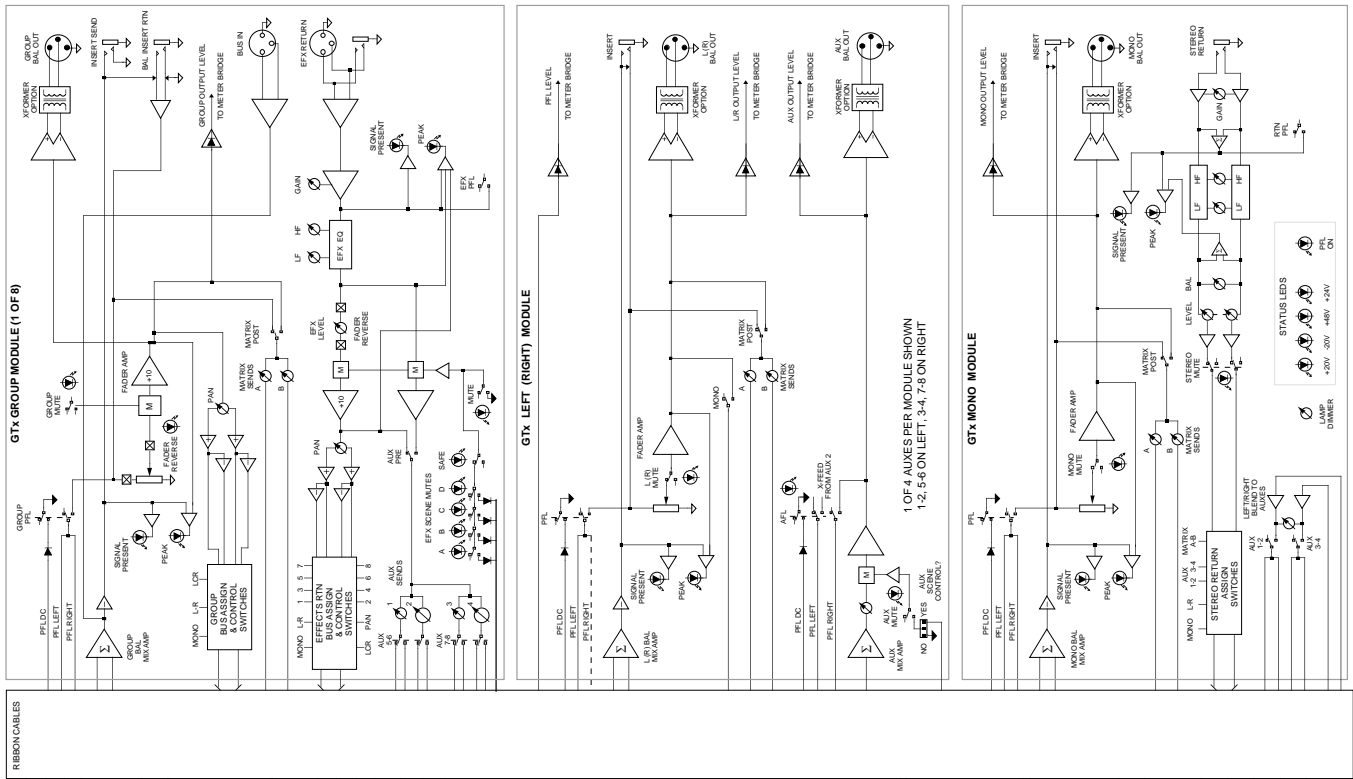 GTx GROUP MODULE (1 OF 8)
GROUP
BAL OUT
XFORMER
OPTION
INSERT SEND
BAL INSERT RTN
GROUP OUTPUT LEVEL
TO METER BRIDGE
BUS IN
EFX RETURN
SIGNAL
PRESENT
PEAK
GAIN
EFX
PFL
HF
LF
EFX EQ
EFX
LEVEL
FADER
REVERSE
MATRIX
POST
FADER AMP
+10
GROUP
MUTE
M
FADER
REVERSE
PAN
MATRIX
SENDS
A
B
M
M
+10
MUTE
PAN
AUX
PRE
SAFE
D
C
B
A
EFX SCENE MUTES
GROUP
PFL
SIGNAL
PRESENT
PEAK
PFL DC
PFL LEFT
PFL RIGHT
Σ
GROUP
BAL
MIX AMP
MONO
L-R
LCR
GROUP
BUS ASSIGN
& CONTROL
SWITCHES
MONO
L-R
1
3
5
7
EFFECTS RTN
BUS ASSIGN
& CONTROL
SWITCHES
LCR
PAN
2
4
6
8
AUX
SENDS
1
2
3
4
AUX
5-6
AUX
7-8
GTx LEFT (RIGHT) MODULE
PFL LEVEL
TO METER BRIDGE
INSERT
L(R)
BAL OUT
XFORMER
OPTION
L/R OUTPUT LEVEL
TO METER BRIDGE
AUX OUTPUT LEVEL
TO METER BRIDGE
AUX
BAL OUT
XFORMER
OPTION
MATRIX
POST
MONO
A
B
MATRIX
SENDS
FADER AMP
L (R)
MUTE
PFL
AFL
X-FEED
FROM AUX 2
1 OF 4 AUXES PER MODULE SHOWN
1-2, 5-6 ON LEFT, 3-4, 7-8 ON RIGHT
SIGNAL
PRESENT
PEAK
PFL DC
PFL LEFT
PFL RIGHT
Σ
L (R) BAL
MIX AMP
PFL DC
PFL LEFT
PFL RIGHT
M
AUX
MUTE
Σ
AUX
MIX AMP
NO
YES
AUX
SCENE
CONTROL?
GTx MONO MODULE
MONO OUTPUT LEVEL
TO METER BRIDGE
INSERT
MONO
BAL OUT
XFORMER
OPTION
STEREO
RETURN
GAIN
Σ
RTN
PFL
SIGNAL
PRESENT
PEAK
HF
LF
HF
LF
Σ
BAL
LEVEL
STEREO
MUTE
MATRIX
POST
A
B
MATRIX
SENDS
FADER AMP
MONO
MUTE
PFL
SIGNAL
PRESENT
PEAK
PFL DC
PFL LEFT
PFL RIGHT
Σ
MONO BAL
MIX AMP
MONO
L-R
AUX
1-2
3-4
MATRIX
A-B
STEREO RETURN
ASSIGN
SWITCHES
LEFT/RIGHT
BLEND TO
AUXES
AUX
1-2
AUX
3-4
STATUS LEDS
+20V
-20V
+48V
+24V
PFL
ON
LAMP
DIMMER
RIBBON CABLES